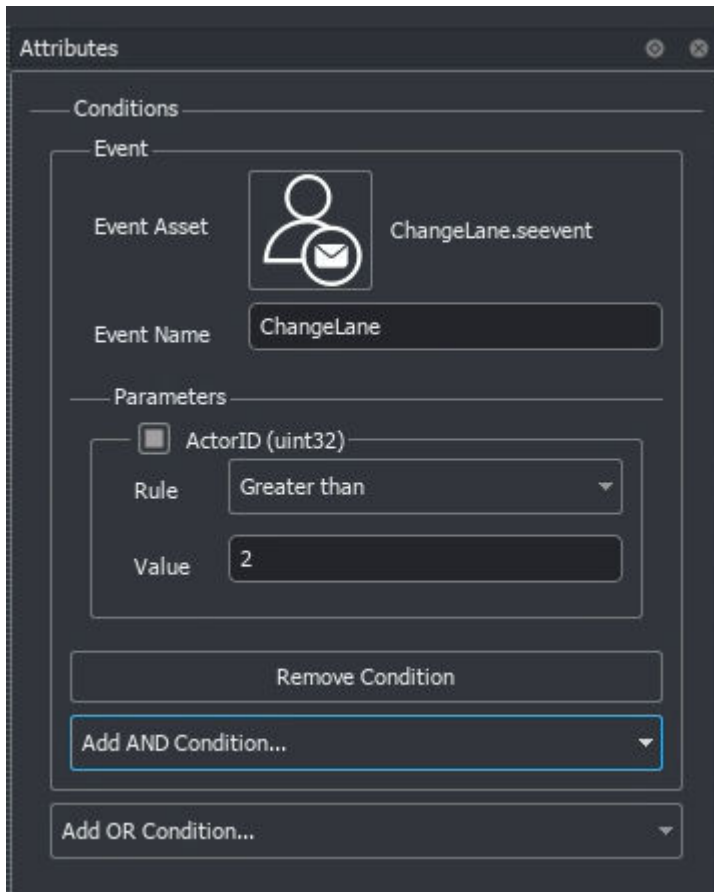 Attributes
Conditions
Event
Event Asset
ChangeLane.seevent
Event Name
ChangeLane
Parameters
ActorID (uint32)
Rule
Greater than
Value
2
Remove Condition
Add AND Condition...
Add OR Condition...